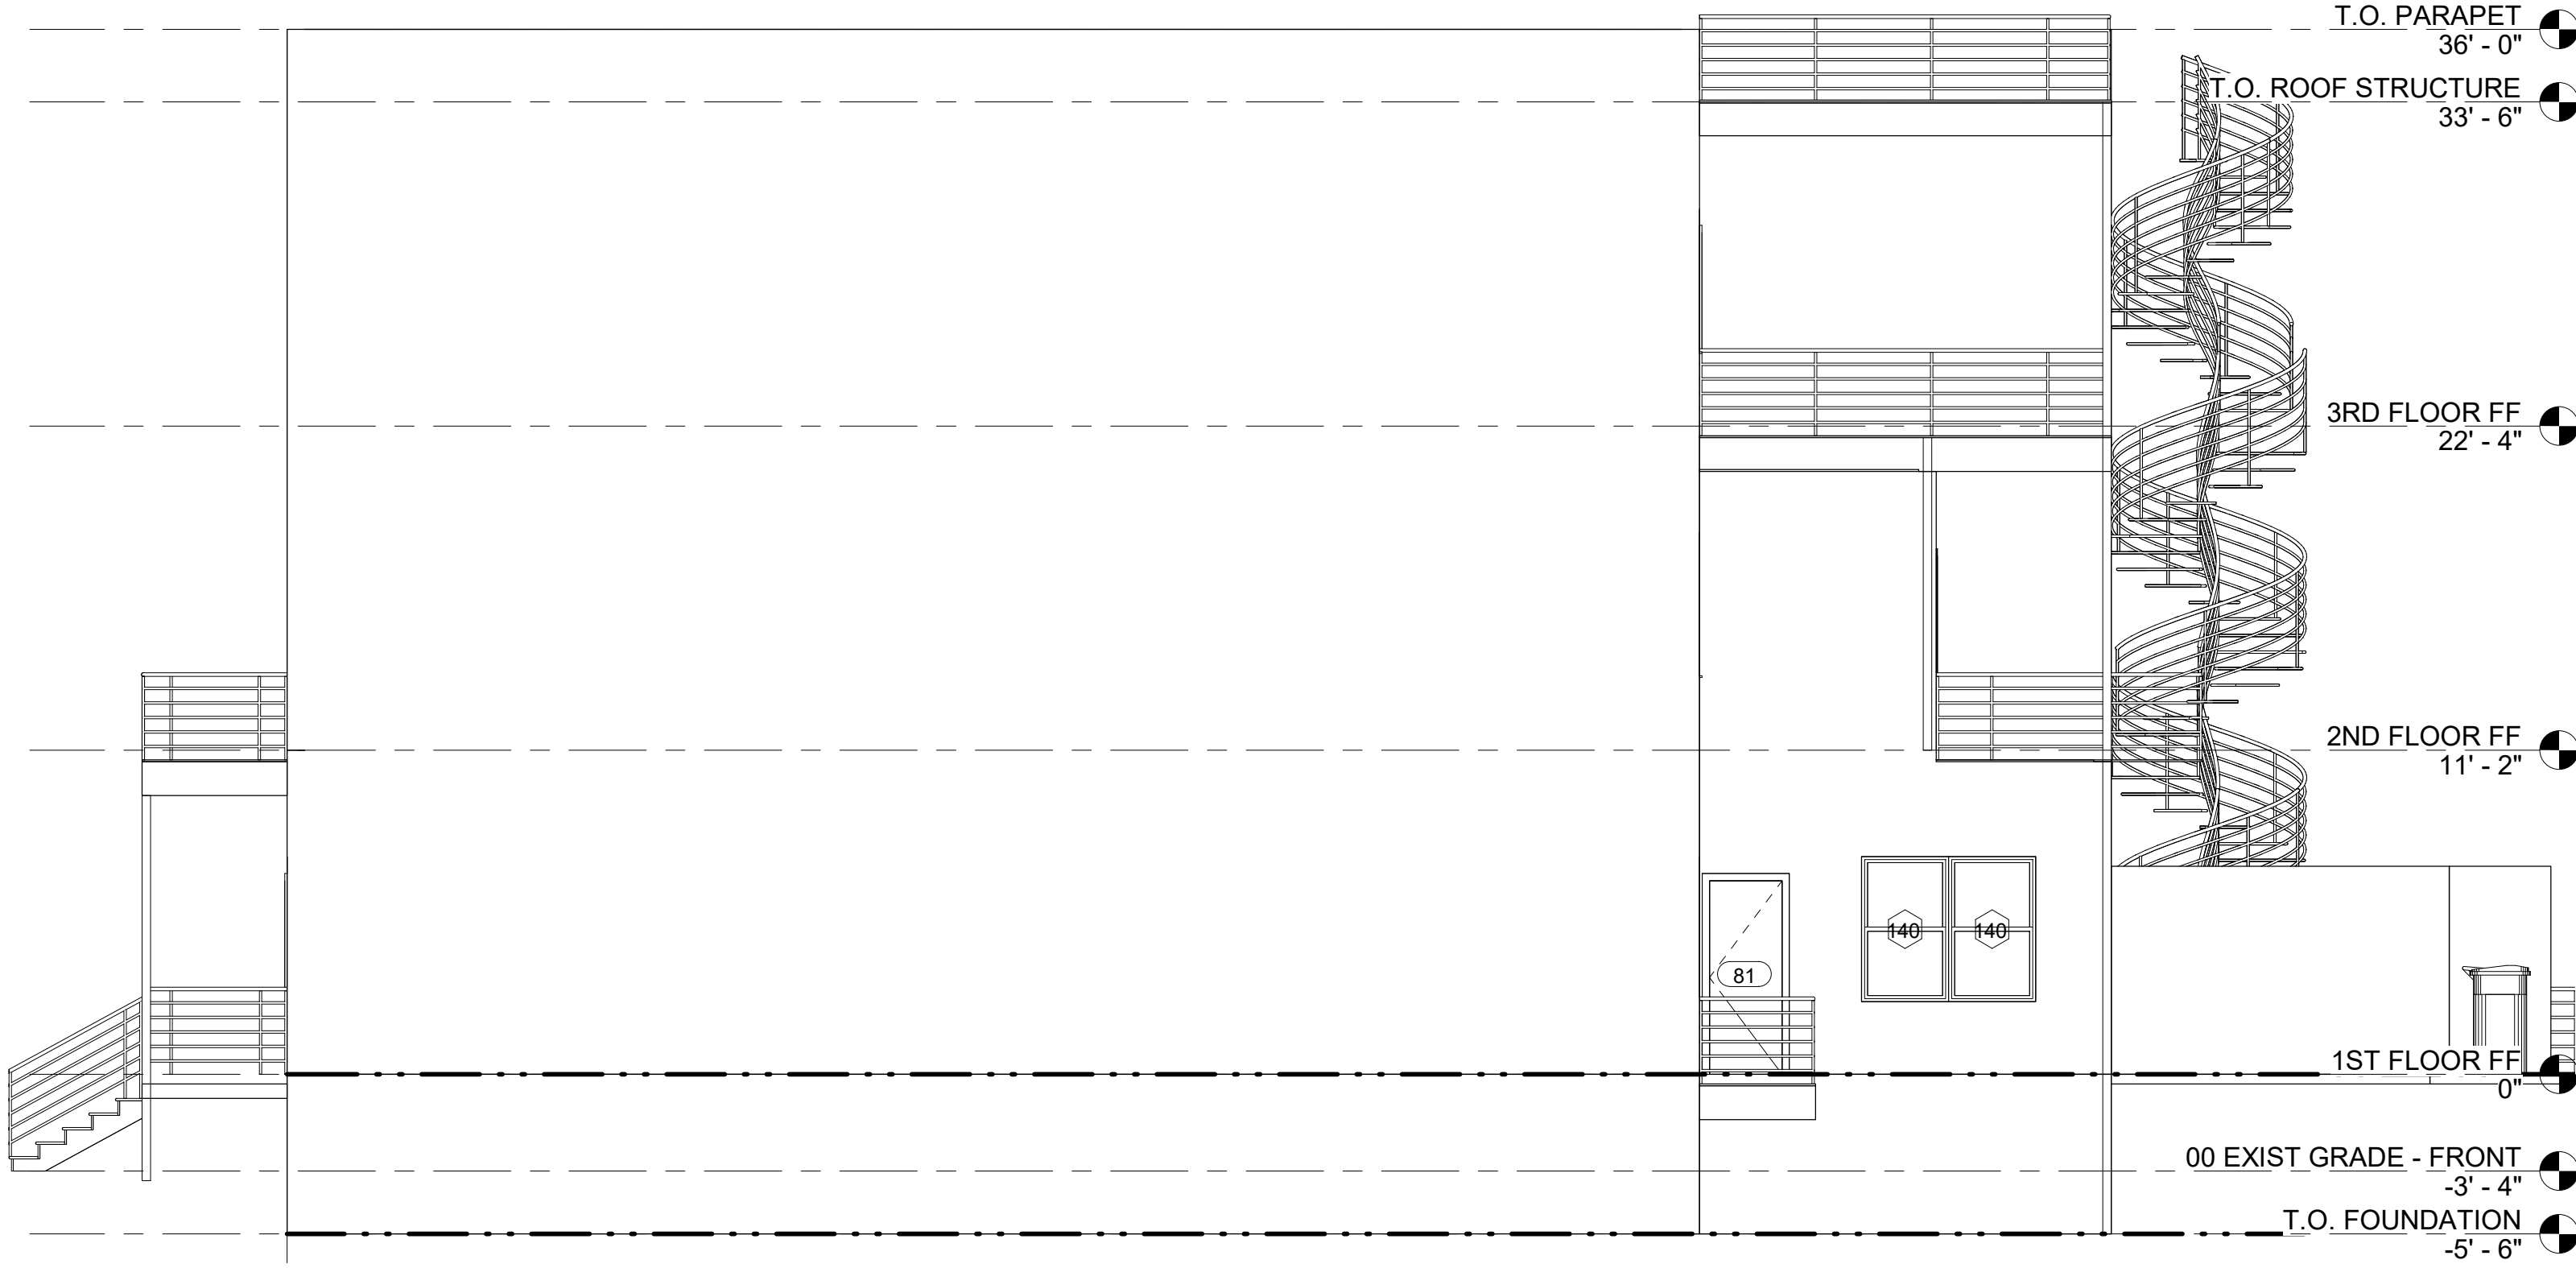 T.O. PARAPET
36' - 0"
T.O. ROOF STRUCTURE
33' - 6"
3RD FLOOR FF
22' - 4"
2ND FLOOR FF
11' - 2"
140 140
81
1ST FLOOR FF
0"
00 EXIST GRADE - FRONT
-3' - 4"
T.O. FOUNDATION
-5' - 6"